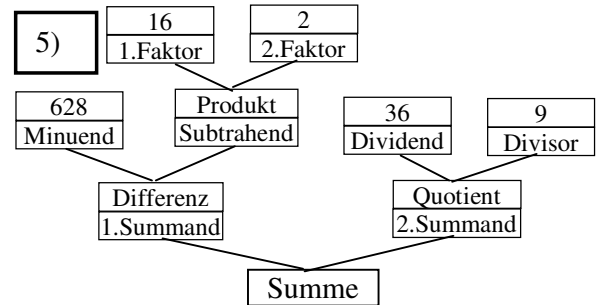 5)
16
1.Faktor
2
2.Faktor
628
Minuend
Produkt
Subtrahend
36
Dividend
9
Divisor
Differenz
1.Summand
Quotient
2.Summand
Summe